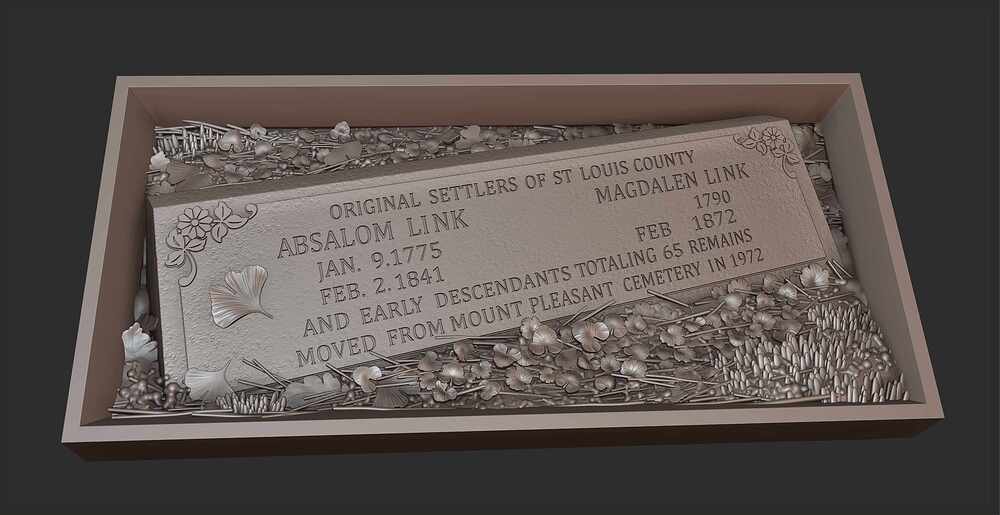 ORIGINAL SETTLERS OF ST LOUIS COUNTY
ABSALOM LINK
JAN. 9.1775
FEB. 2.1841
MAGDALEN LINK
1790
FEB 1872
AND EARLY DESCENDANTS TOTALING 65 REMAINS
MOVED FROM MOUNT PLEASANT CEMETERY IN 1972